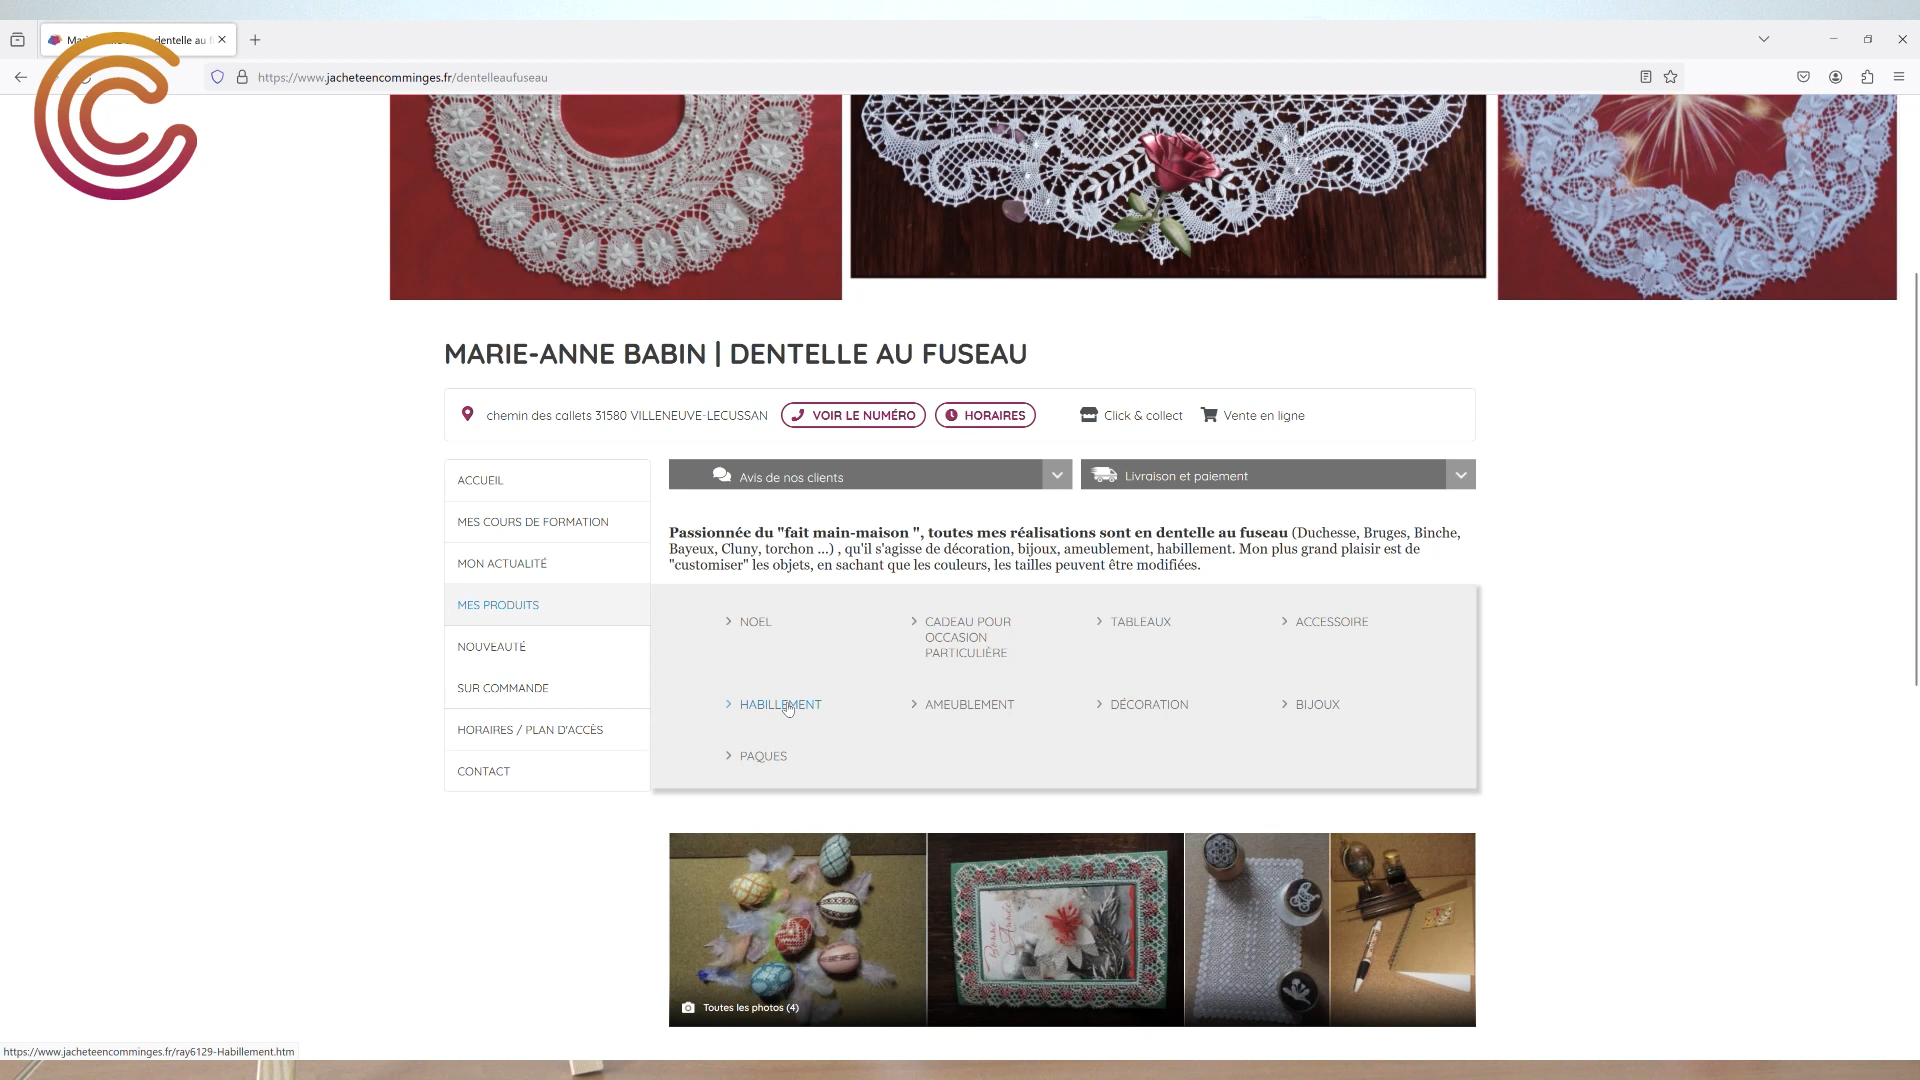 dentelle au f
https://www.jacheteencomminges.fr/dentelleaufuseau
MARIE-ANNE BABIN | DENTELLE AU FUSEAU
chemin des callets 31580 VILLENEUVE-LECUSSAN
VOIR LE NUMÉRO
HORAIRES
Click & collect
Vente en ligne
ACCUEIL
MES COURS DE FORMATION
MON ACTUALITÉ
MES PRODUITS
NOUVEAUTÉ
SUR COMMANDE
HORAIRES / PLAN D'ACCÈS
CONTACT
Avis de nos clients
Livraison et paiement
Passionnée du "fait main-maison ", toutes mes réalisations sont en dentelle au fuseau (Duchesse, Bruges, Binche,
Bayeux, Cluny, torchon ...) , qu'il s'agisse de décoration, bijoux, ameublement, habillement. Mon plus grand plaisir est de
"customiser" les objets, en sachant que les couleurs, les tailles peuvent être modifiées.
NOEL
CADEAU POUR
OCCASION
PARTICULIÈRE
TABLEAUX
ACCESSOIRE
HABILLEMENT
AMEUBLEMENT
DÉCORATION
BIJOUX
PAQUES
Bonne Année
Toutes les photos (4)
https://www.jacheteencomminges.fr/ray6129-Habillement.htm